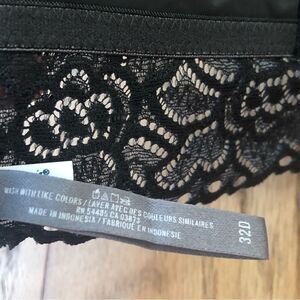 WASH WITH LIKE COLORS / LAVER AVEC DES COULEURS SIMILAIRES
RN 54485 CA 03875
MADE IN INDONESIA / FABRIQUÉ EN INDONÉSIE
32D